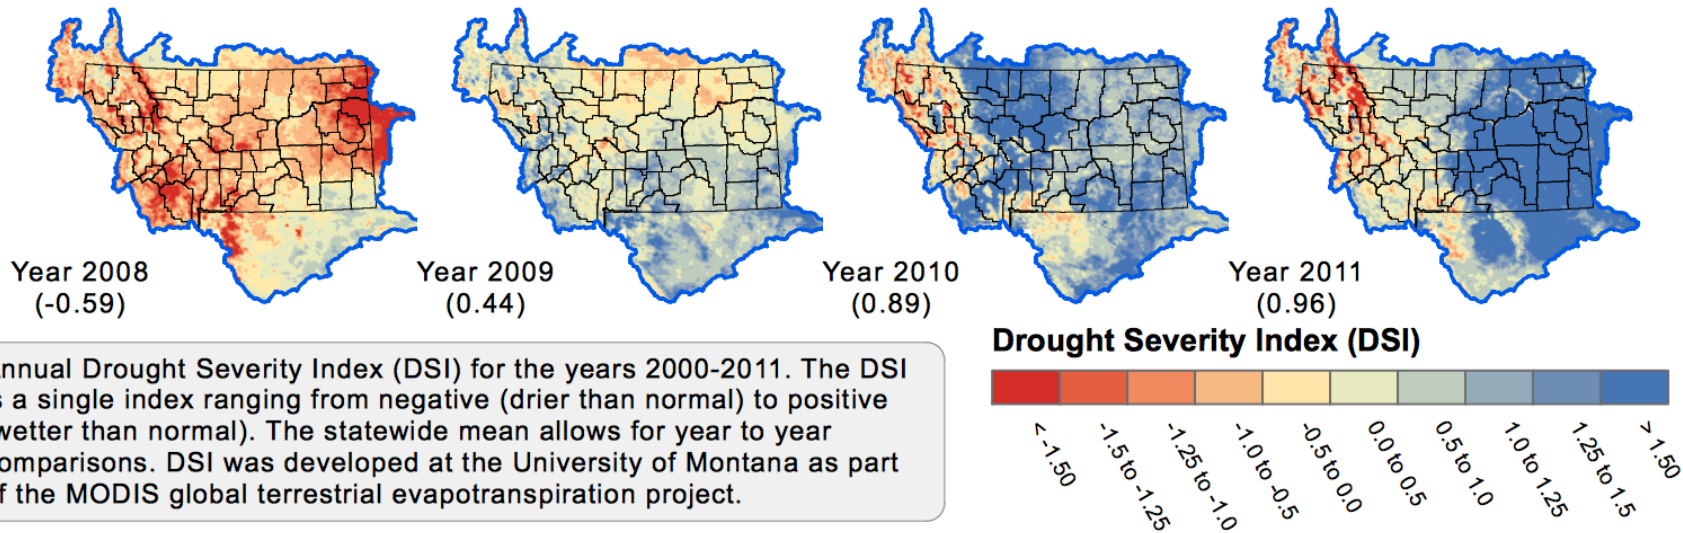 Year 2008
(-0.59)
Year 2009
(0.44)
Year 2010
(0.89)
Year 2011
(0.96)
nnual Drought Severity Index (DSI) for the years 2000-2011. The DSI
s a single index ranging from negative (drier than normal) to positive
wetter than normal). The statewide mean allows for year to year
omparisons. DSI was developed at the University of Montana as part
f the MODIS global terrestrial evapotranspiration project.
Drought Severity Index (DSI)
< -1.50
-1.5 to -1.25
-1.25 to -1.0
-1.0 to -0.5
-0.5 to 0.0
0.0 to 0.5
0.5 to 1.0
1.0 to 1.25
1.25 to 1.5
> 1.50